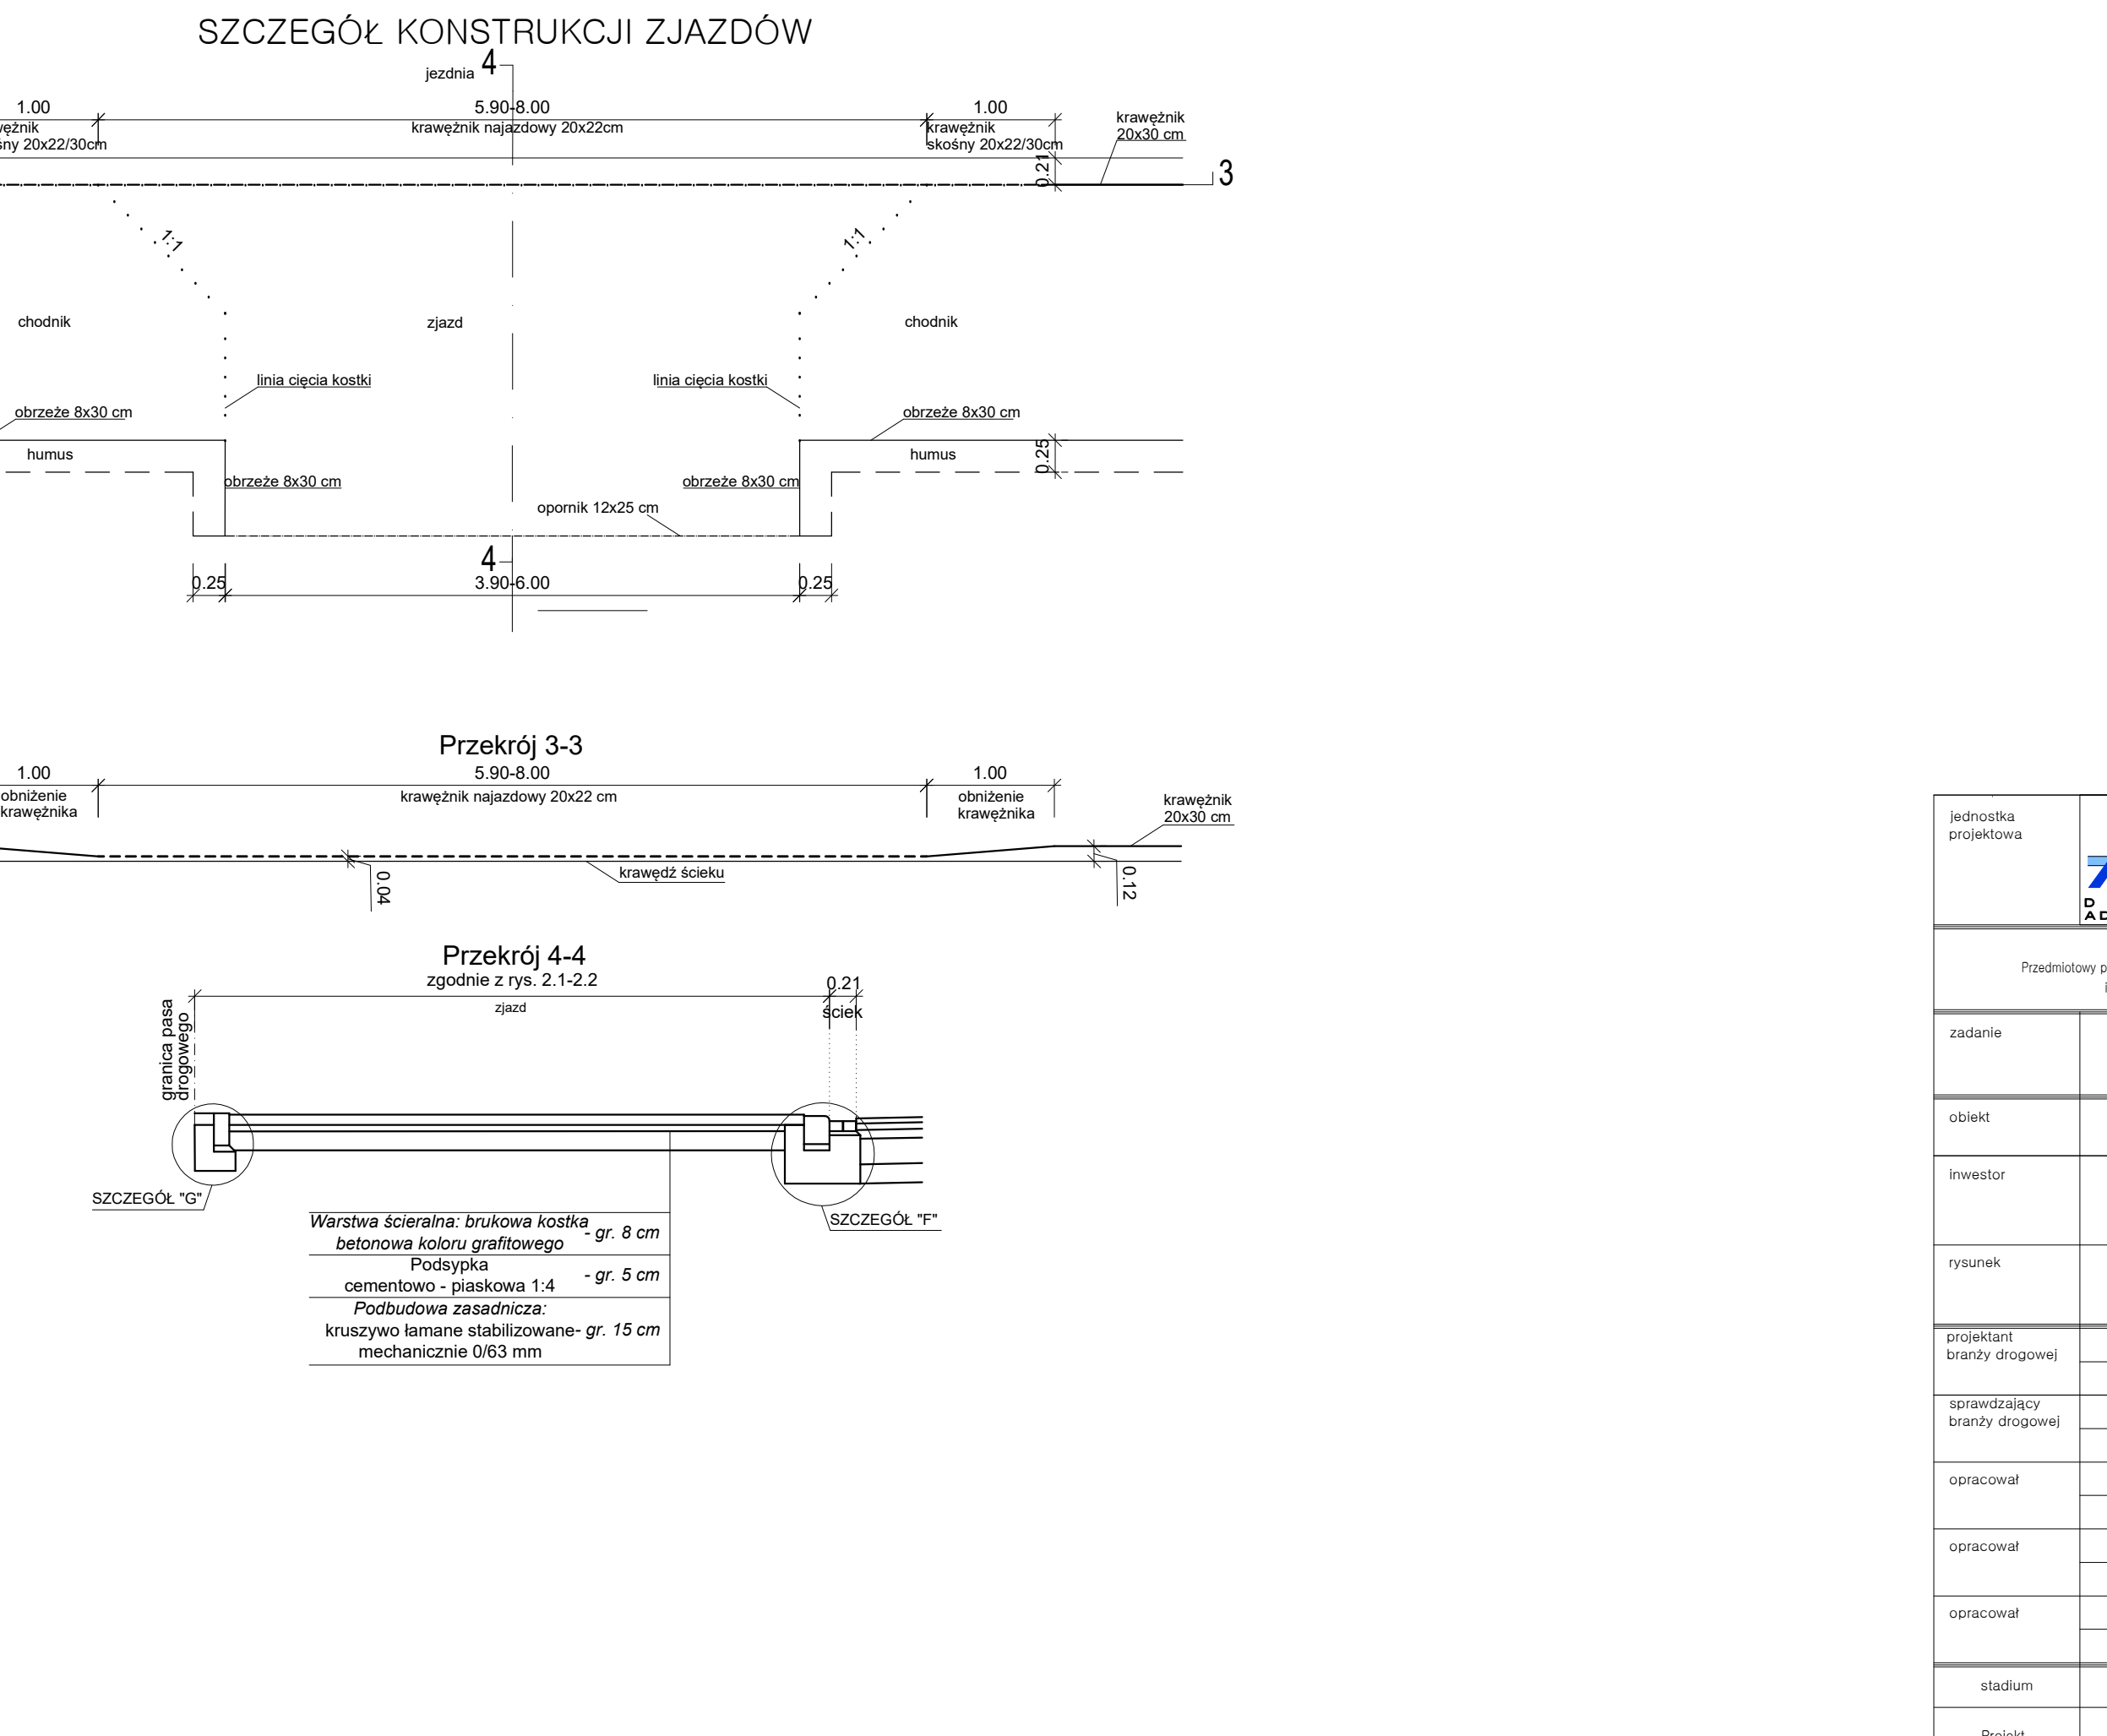 SZCZEGÓŁ KONSTRUKCJI ZJAZDÓW
jezdnia 4
1.00
5.90-8.00
1.00
krawężnik najazdowy 20x22cm
krawężnik
skośny 20x22/30cm
krawężnik
20x30 cm
0.21
3
1:1
1:1
chodnik
zjazd
chodnik
linia cięcia kostki
linia cięcia kostki
obrzeże 8x30 cm
obrzeże 8x30 cm
humus
humus
0.25
obrzeże 8x30 cm
obrzeże 8x30 cm
opornik 12x25 cm
4
0.25
3.90-6.00
0.25
Przekrój 3-3
1.00
5.90-8.00
1.00
obniżenie
krawężnika
krawężnik najazdowy 20x22 cm
obniżenie
krawężnika
krawężnik
20x30 cm
0.04
krawędź ścieku
0.12
Przekrój 4-4
zgodnie z rys. 2.1-2.2
0.21
zjazd
ściek
granica pasa
drogowego
SZCZEGÓŁ "G"
SZCZEGÓŁ "F"
Warstwa ścieralna: brukowa kostka
betonowa koloru grafitowego
- gr. 8 cm
Podsypka
cementowo - piaskowa 1:4
- gr. 5 cm
Podbudowa zasadnicza:
kruszywo łamane stabilizowane
- gr. 15 cm
mechanicznie 0/63 mm
jednostka
projektowa
D
Przedmiotowy p
zadanie
obiekt
inwestor
rysunek
projektant
branży drogowej
sprawdzający
branży drogowej
opracował
opracował
opracował
stadium